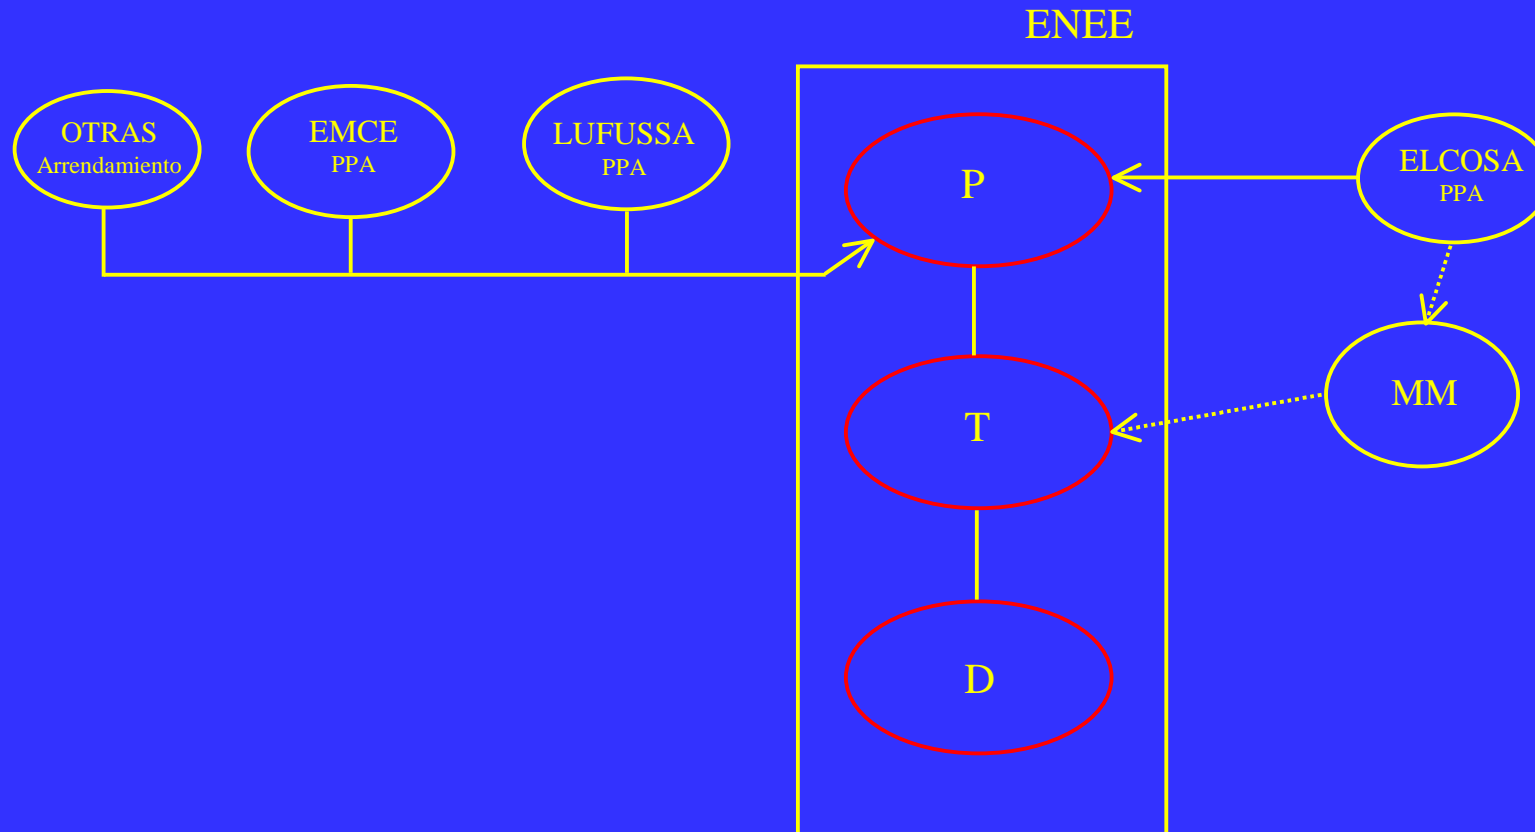 ENEE
OTRAS
Arrendamiento
EMCE
PPA
LUFUSSA
PPA
P
ELCOSA
PPA
MM
T
D